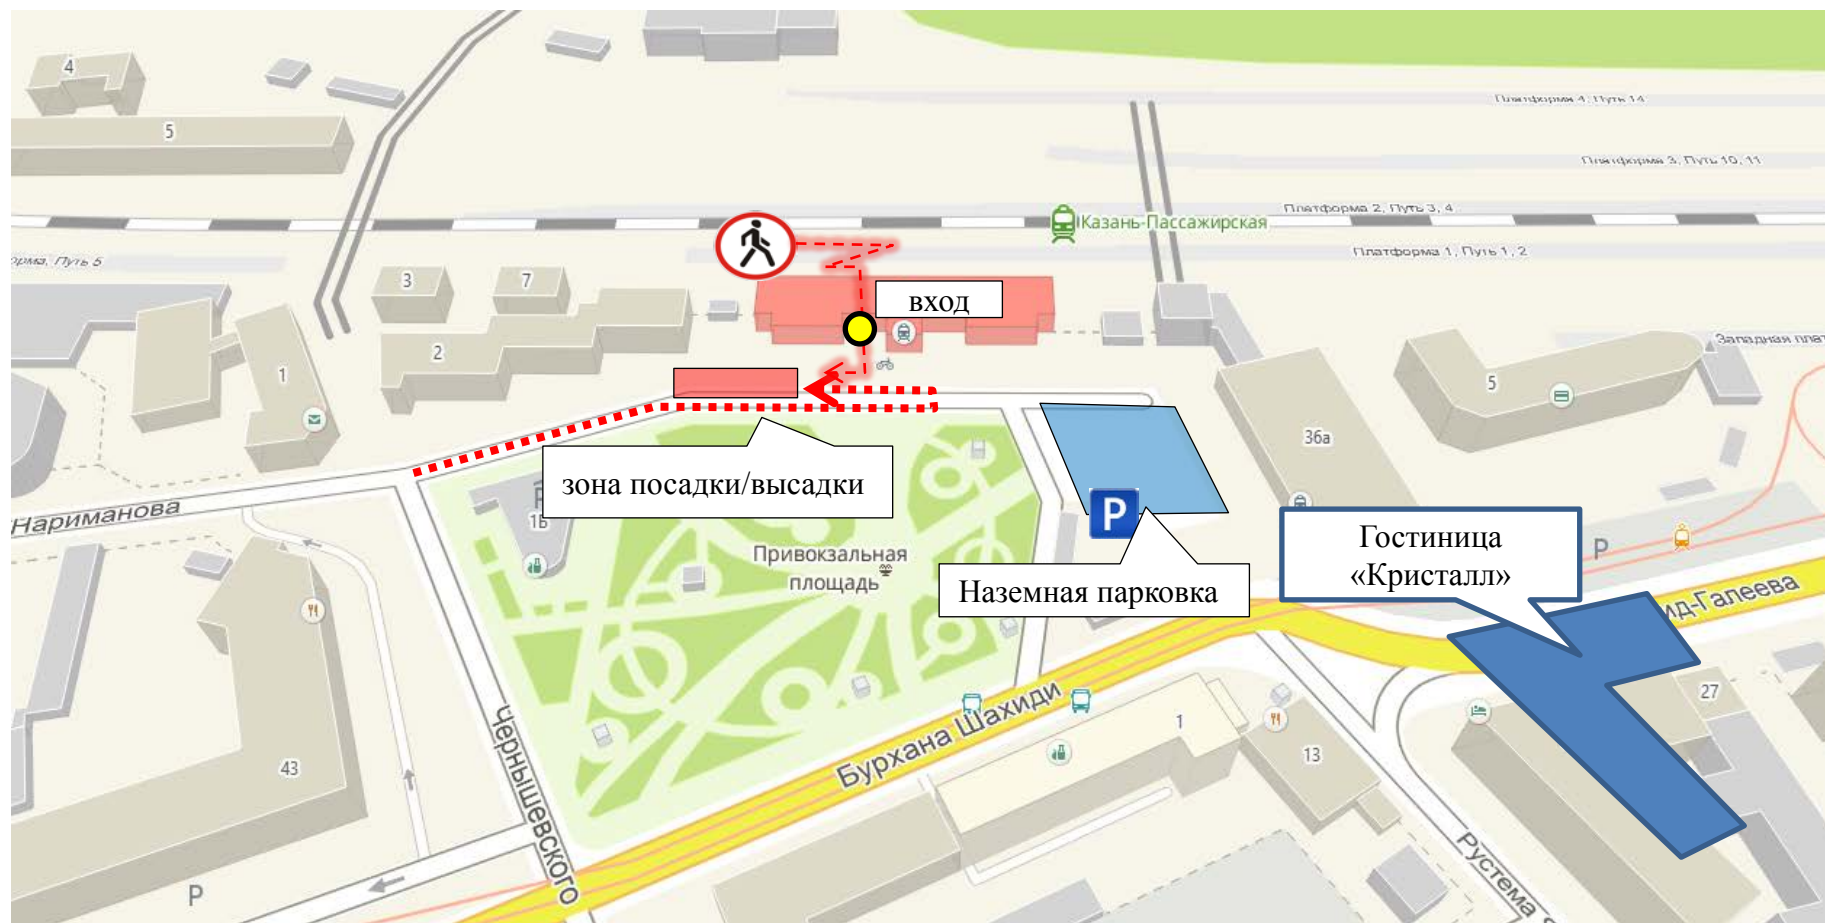 4
5
Платформа 4, Путь 14
Платформа 3, Путь 10, 11
Платформа 2, Путь 3, 4
Казань-Пассажирская
Платформа 1, Путь 1, 2
Путь 5
3
7
вход
2
1
5
Западная
36а
зона посадки/высадки
Нариманова
1В
P
P
Гостиница
«Кристалл»
P
Привокзальная
площадь
Наземная парковка
ид-Галеева
27
Чернышевского
Бурхана Шахиди
1
13
43
Рустема
P